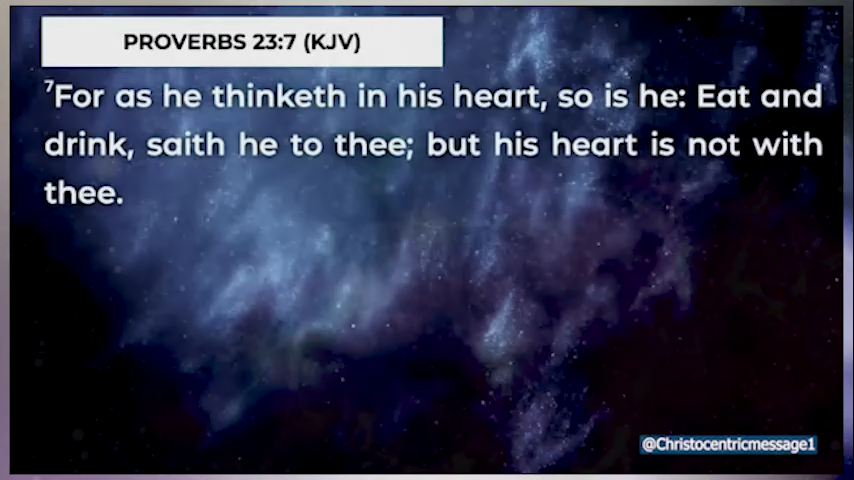 PROVERBS 23:7 (KJV)
7For as he thinketh in his heart, so is he: Eat and
drink, saith he to thee; but his heart is not with
thee.
@Christocentricmessage1